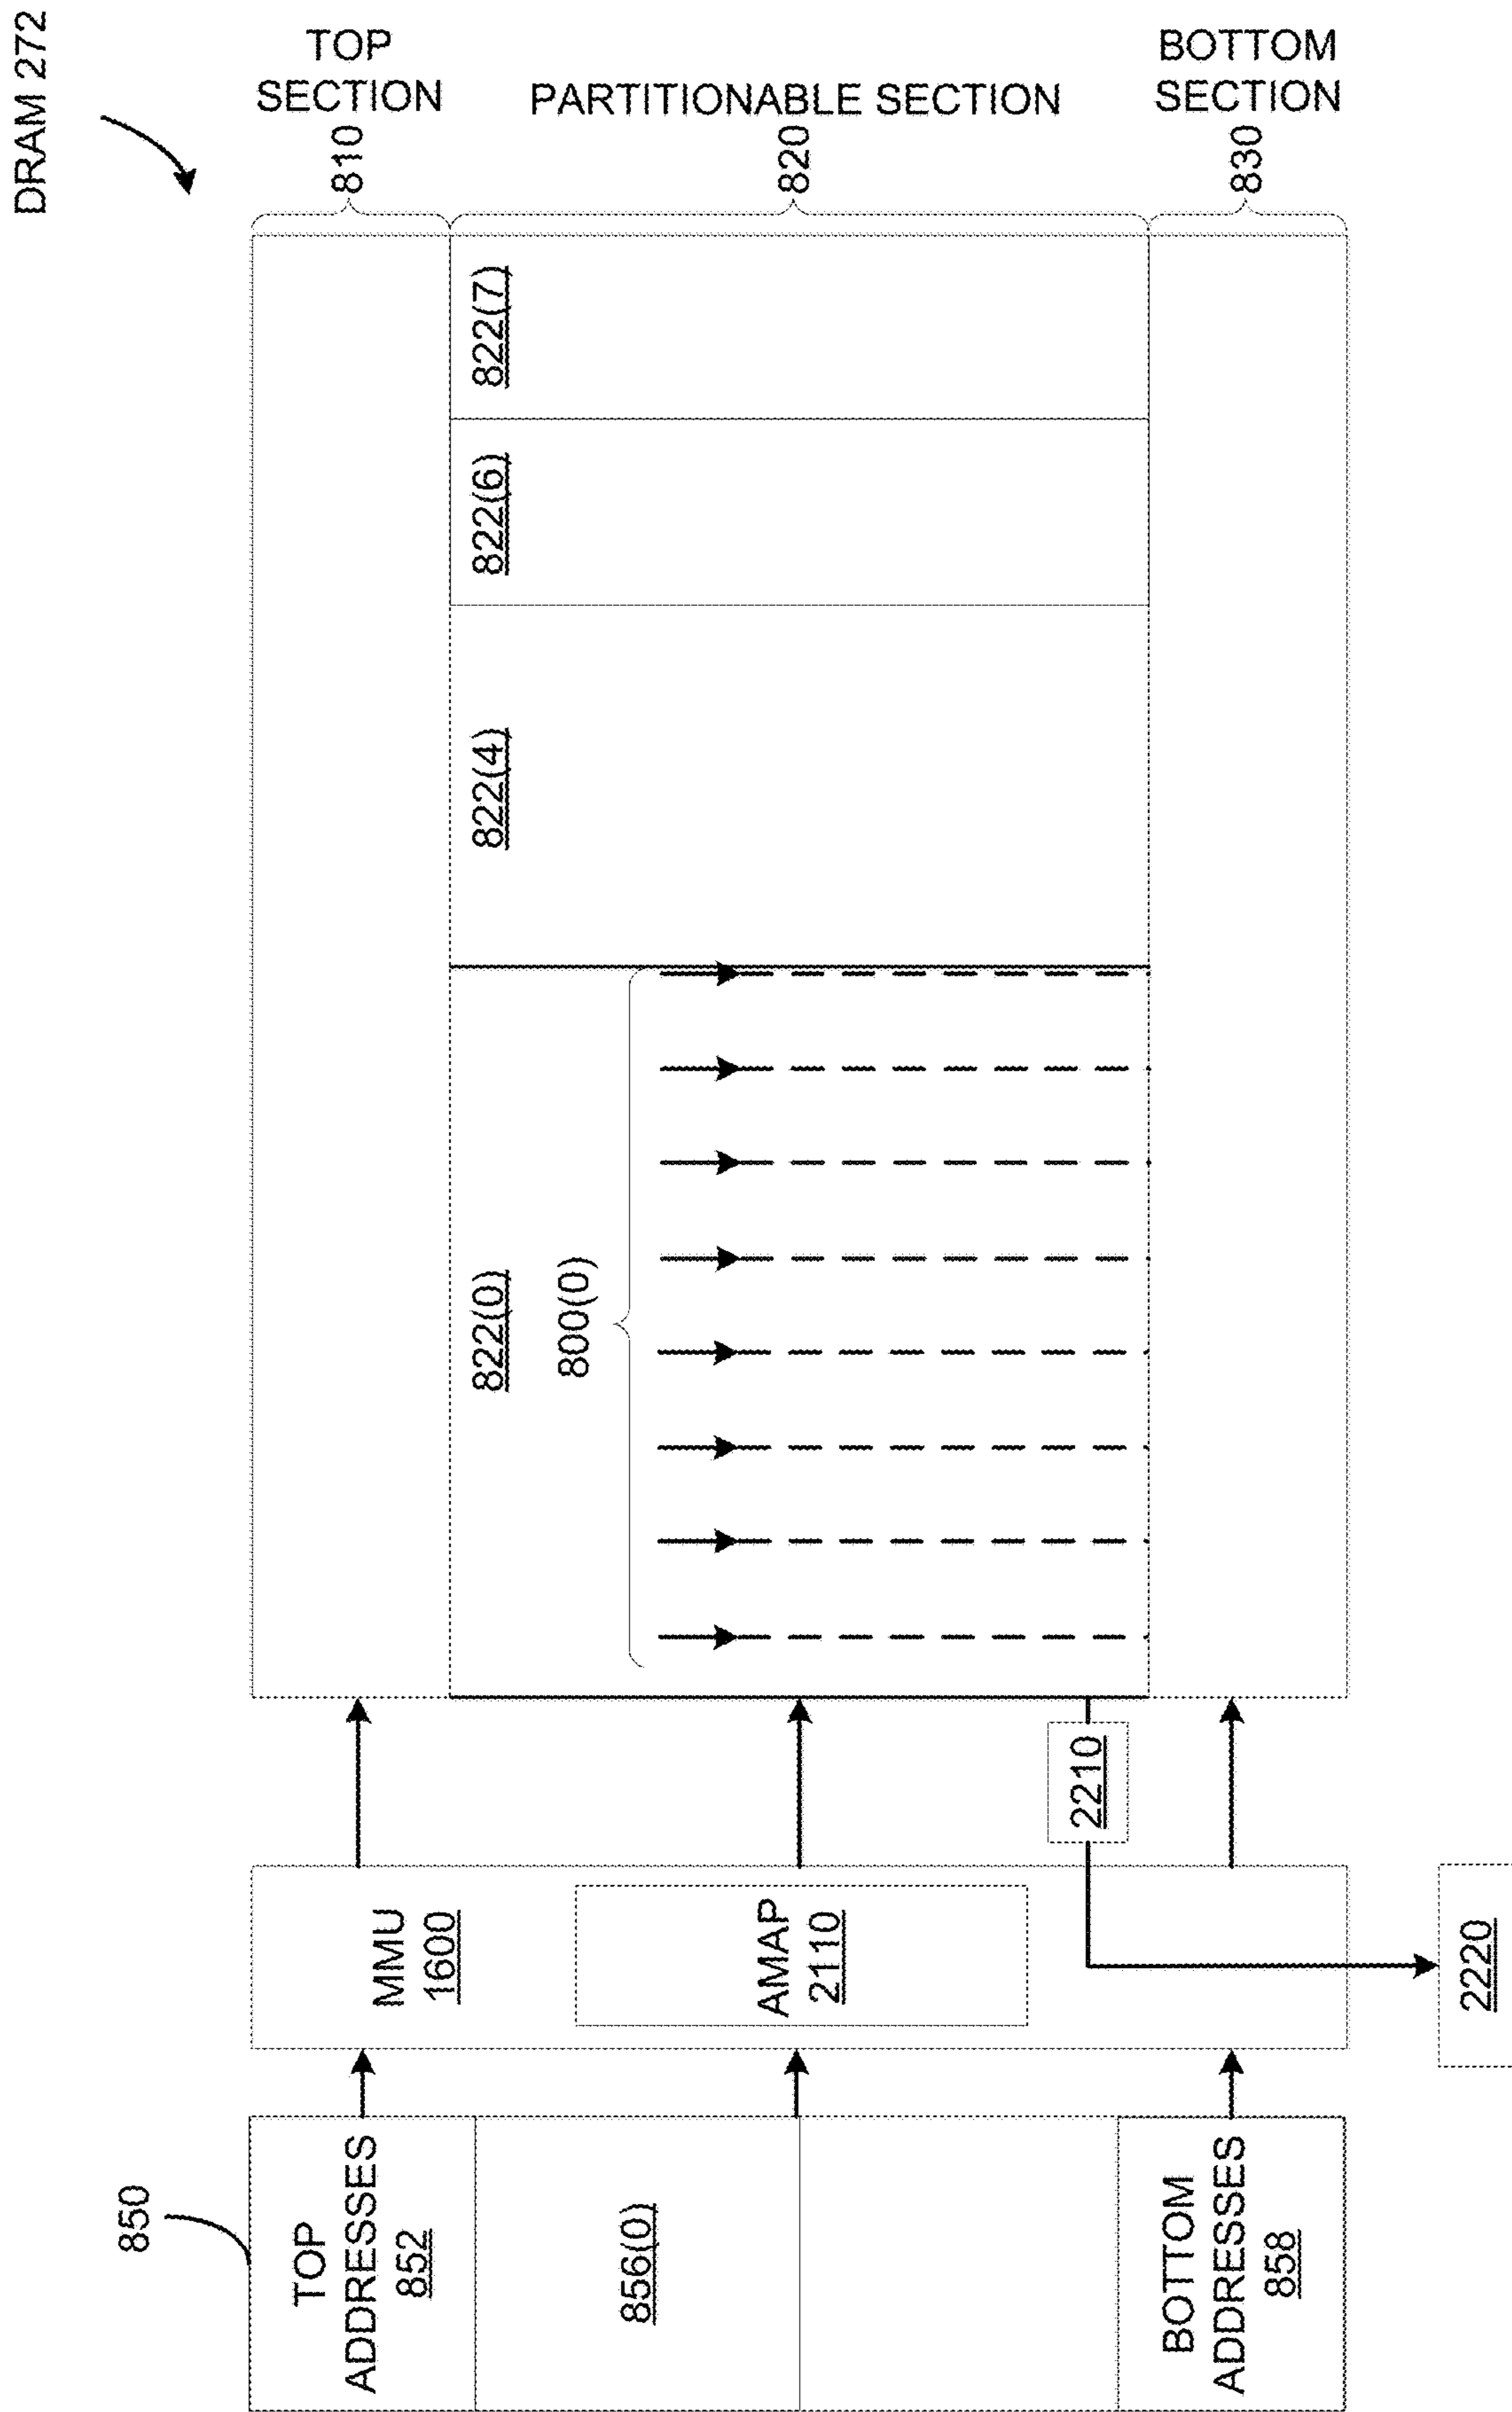 DRAM 272
TOP
SECTION
810
PARTITIONABLE SECTION
820
BOTTOM
SECTION
830
850
TOP
ADDRESSES
852
856(0)
BOTTOM
ADDRESSES
858
MMU
1600
AMAP
2110
2210
2220
822(0)
800(0)
822(4)
822(6)
822(7)